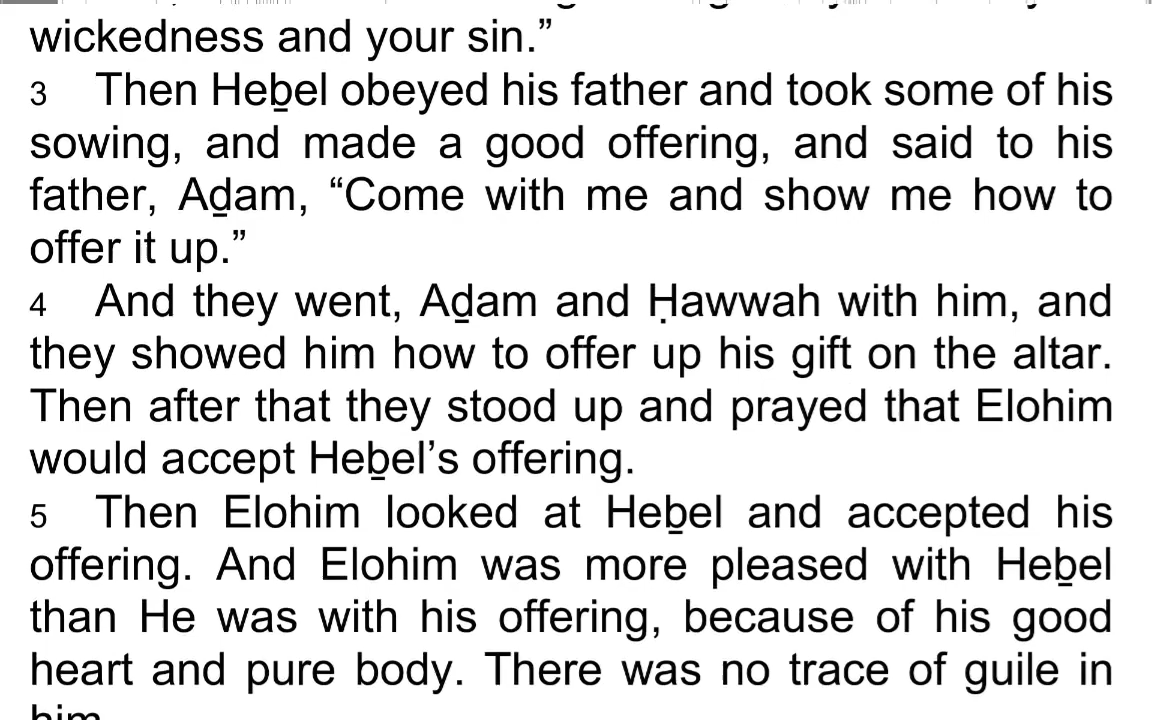 wickedness and your sin.”
3 Then Heḇel obeyed his father and took some of his
sowing, and made a good offering, and said to his
father, Aḏam, “Come with me and show me how to
offer it up.”
4 And they went, Aḏam and Ḥawwah with him, and
they showed him how to offer up his gift on the altar.
Then after that they stood up and prayed that Elohim
would accept Heḇel’s offering.
5 Then Elohim looked at Heḇel and accepted his
offering. And Elohim was more pleased with Heḇel
than He was with his offering, because of his good
heart and pure body. There was no trace of guile in
him